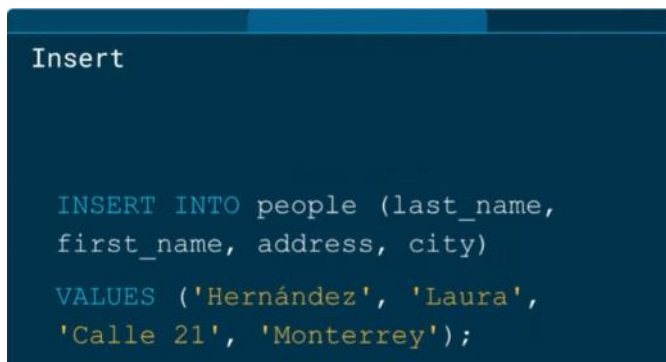 Insert
INSERT INTO people (last_name,
first_name, address, city)
VALUES ('Hernández', 'Laura',
'Calle 21', 'Monterrey');